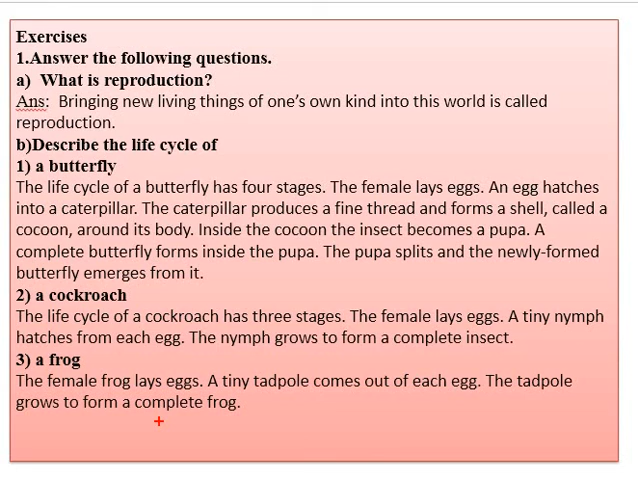 Exercises
1.Answer the following questions.
a) What is reproduction?
Ans: Bringing new living things of one's own kind into this world is called
reproduction.
b)Describe the life cycle of
1) a butterfly
The life cycle of a butterfly has four stages. The female lays eggs. An egg hatches
into a caterpillar. The caterpillar produces a fine thread and forms a shell, called a
cocoon, around its body. Inside the cocoon the insect becomes a pupa. A
complete butterfly forms inside the pupa. The pupa splits and the newly-formed
butterfly emerges from it.
2) a cockroach
The life cycle of a cockroach has three stages. The female lays eggs. A tiny nymph
hatches from each egg. The nymph grows to form a complete insect.
3) a frog
The female frog lays eggs. A tiny tadpole comes out of each egg. The tadpole
grows to form a complete frog.